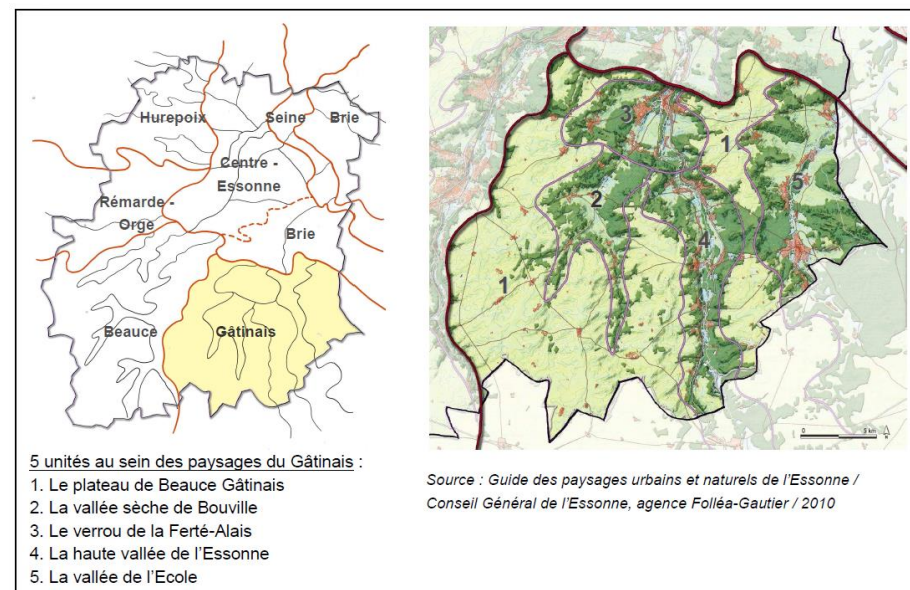 Hurepoix
Seine
Brie
Centre -
Essonne
Rémarde -
Orge
Brie
Beauce
Gâtinais
3
1
2
5
4
1
0 5 km
N
5 unités au sein des paysages du Gâtinais :
1. Le plateau de Beauce Gâtinais
2. La vallée sèche de Bouville
3. Le verrou de la Ferté-Alais
4. La haute vallée de l'Essonne
5. La vallée de l'Ecole
Source : Guide des paysages urbains et naturels de l'Essonne /
Conseil Général de l'Essonne, agence Folléa-Gautier / 2010